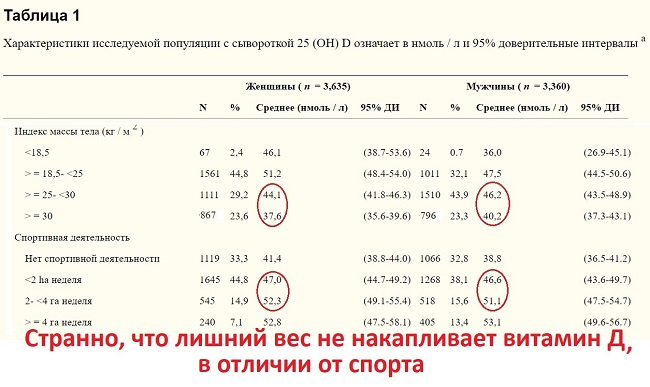 Таблица 1
Характеристики исследуемой популяции с сывороткой 25 (OH) D означает в нмоль / л и 95% доверительные интервалы a
Женщины ( n = 3,635) Мужчины ( n = 3,360)
N % Среднее (нмоль / л) 95% ДИ N % Среднее (нмоль / л) 95% ДИ
Индекс массы тела (кг / м 2 )
<18,5 67 2,4 46,1 (38.7-53.6) 24 0.7 36,0 (26.9-45.1)
> = 18,5- <25 1561 44,8 51,2 (48.4-54.0) 1011 32,1 47,5 (44.5-50.6)
> = 25- <30 1111 29,2 44,1 (41.8-46.3) 1510 43,9 46,2 (43.5-48.9)
> = 30 867 23,6 37,6 (35.6-39.6) 796 23,3 40,2 (37.3-43.1)
Спортивная деятельность
Нет спортивной деятельности 1119 33,3 41,4 (38.8-44.0) 1066 32,8 38,8 (36.5-41.2)
<2 ha неделя 1645 44,8 47,0 (44.7-49.2) 1268 38,1 46,6 (43.6-49.7)
2- <4 га неделя 545 14,9 52,3 (49.1-55.4) 518 15,6 51,1 (47.5-54.7)
> = 4 га неделя 240 7,1 52,8 (47.5-58.1) 405 13,4 53,1 (49.6-56.7)
Странно, что лишний вес не накапливает витамин Д,
в отличии от спорта